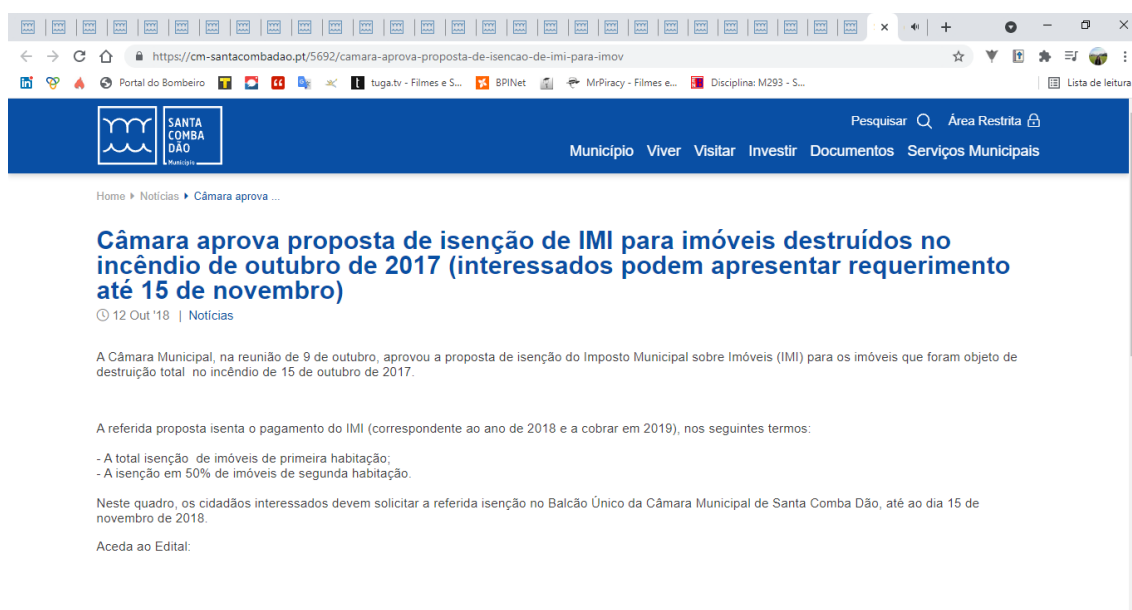 https://cm-santacombadao.pt/5692/camara-aprova-proposta-de-isencao-de-imi-para-imov
Portal do Bombeiro
tuga.tv - Filmes e S...
BPINet
MrPiracy - Filmes e...
Disciplina: M293 - S...
Lista de leitura
SANTA
COMBA
DÃO
Município
Pesquisar
Área Restrita
Município Viver Visitar Investir Documentos Serviços Municipais
Home Notícias Câmara aprova ...
Câmara aprova proposta de isenção de IMI para imóveis destruídos no
incêndio de outubro de 2017 (interessados podem apresentar requerimento
até 15 de novembro)
12 Out '18 | Notícias
A Câmara Municipal, na reunião de 9 de outubro, aprovou a proposta de isenção do Imposto Municipal sobre Imóveis (IMI) para os imóveis que foram objeto de
destruição total no incêndio de 15 de outubro de 2017.
A referida proposta isenta o pagamento do IMI (correspondente ao ano de 2018 e a cobrar em 2019), nos seguintes termos:
- A total isenção de imóveis de primeira habitação;
- A isenção em 50% de imóveis de segunda habitação.
Neste quadro, os cidadãos interessados devem solicitar a referida isenção no Balcão Único da Câmara Municipal de Santa Comba Dão, até ao dia 15 de
novembro de 2018.
Aceda ao Edital: